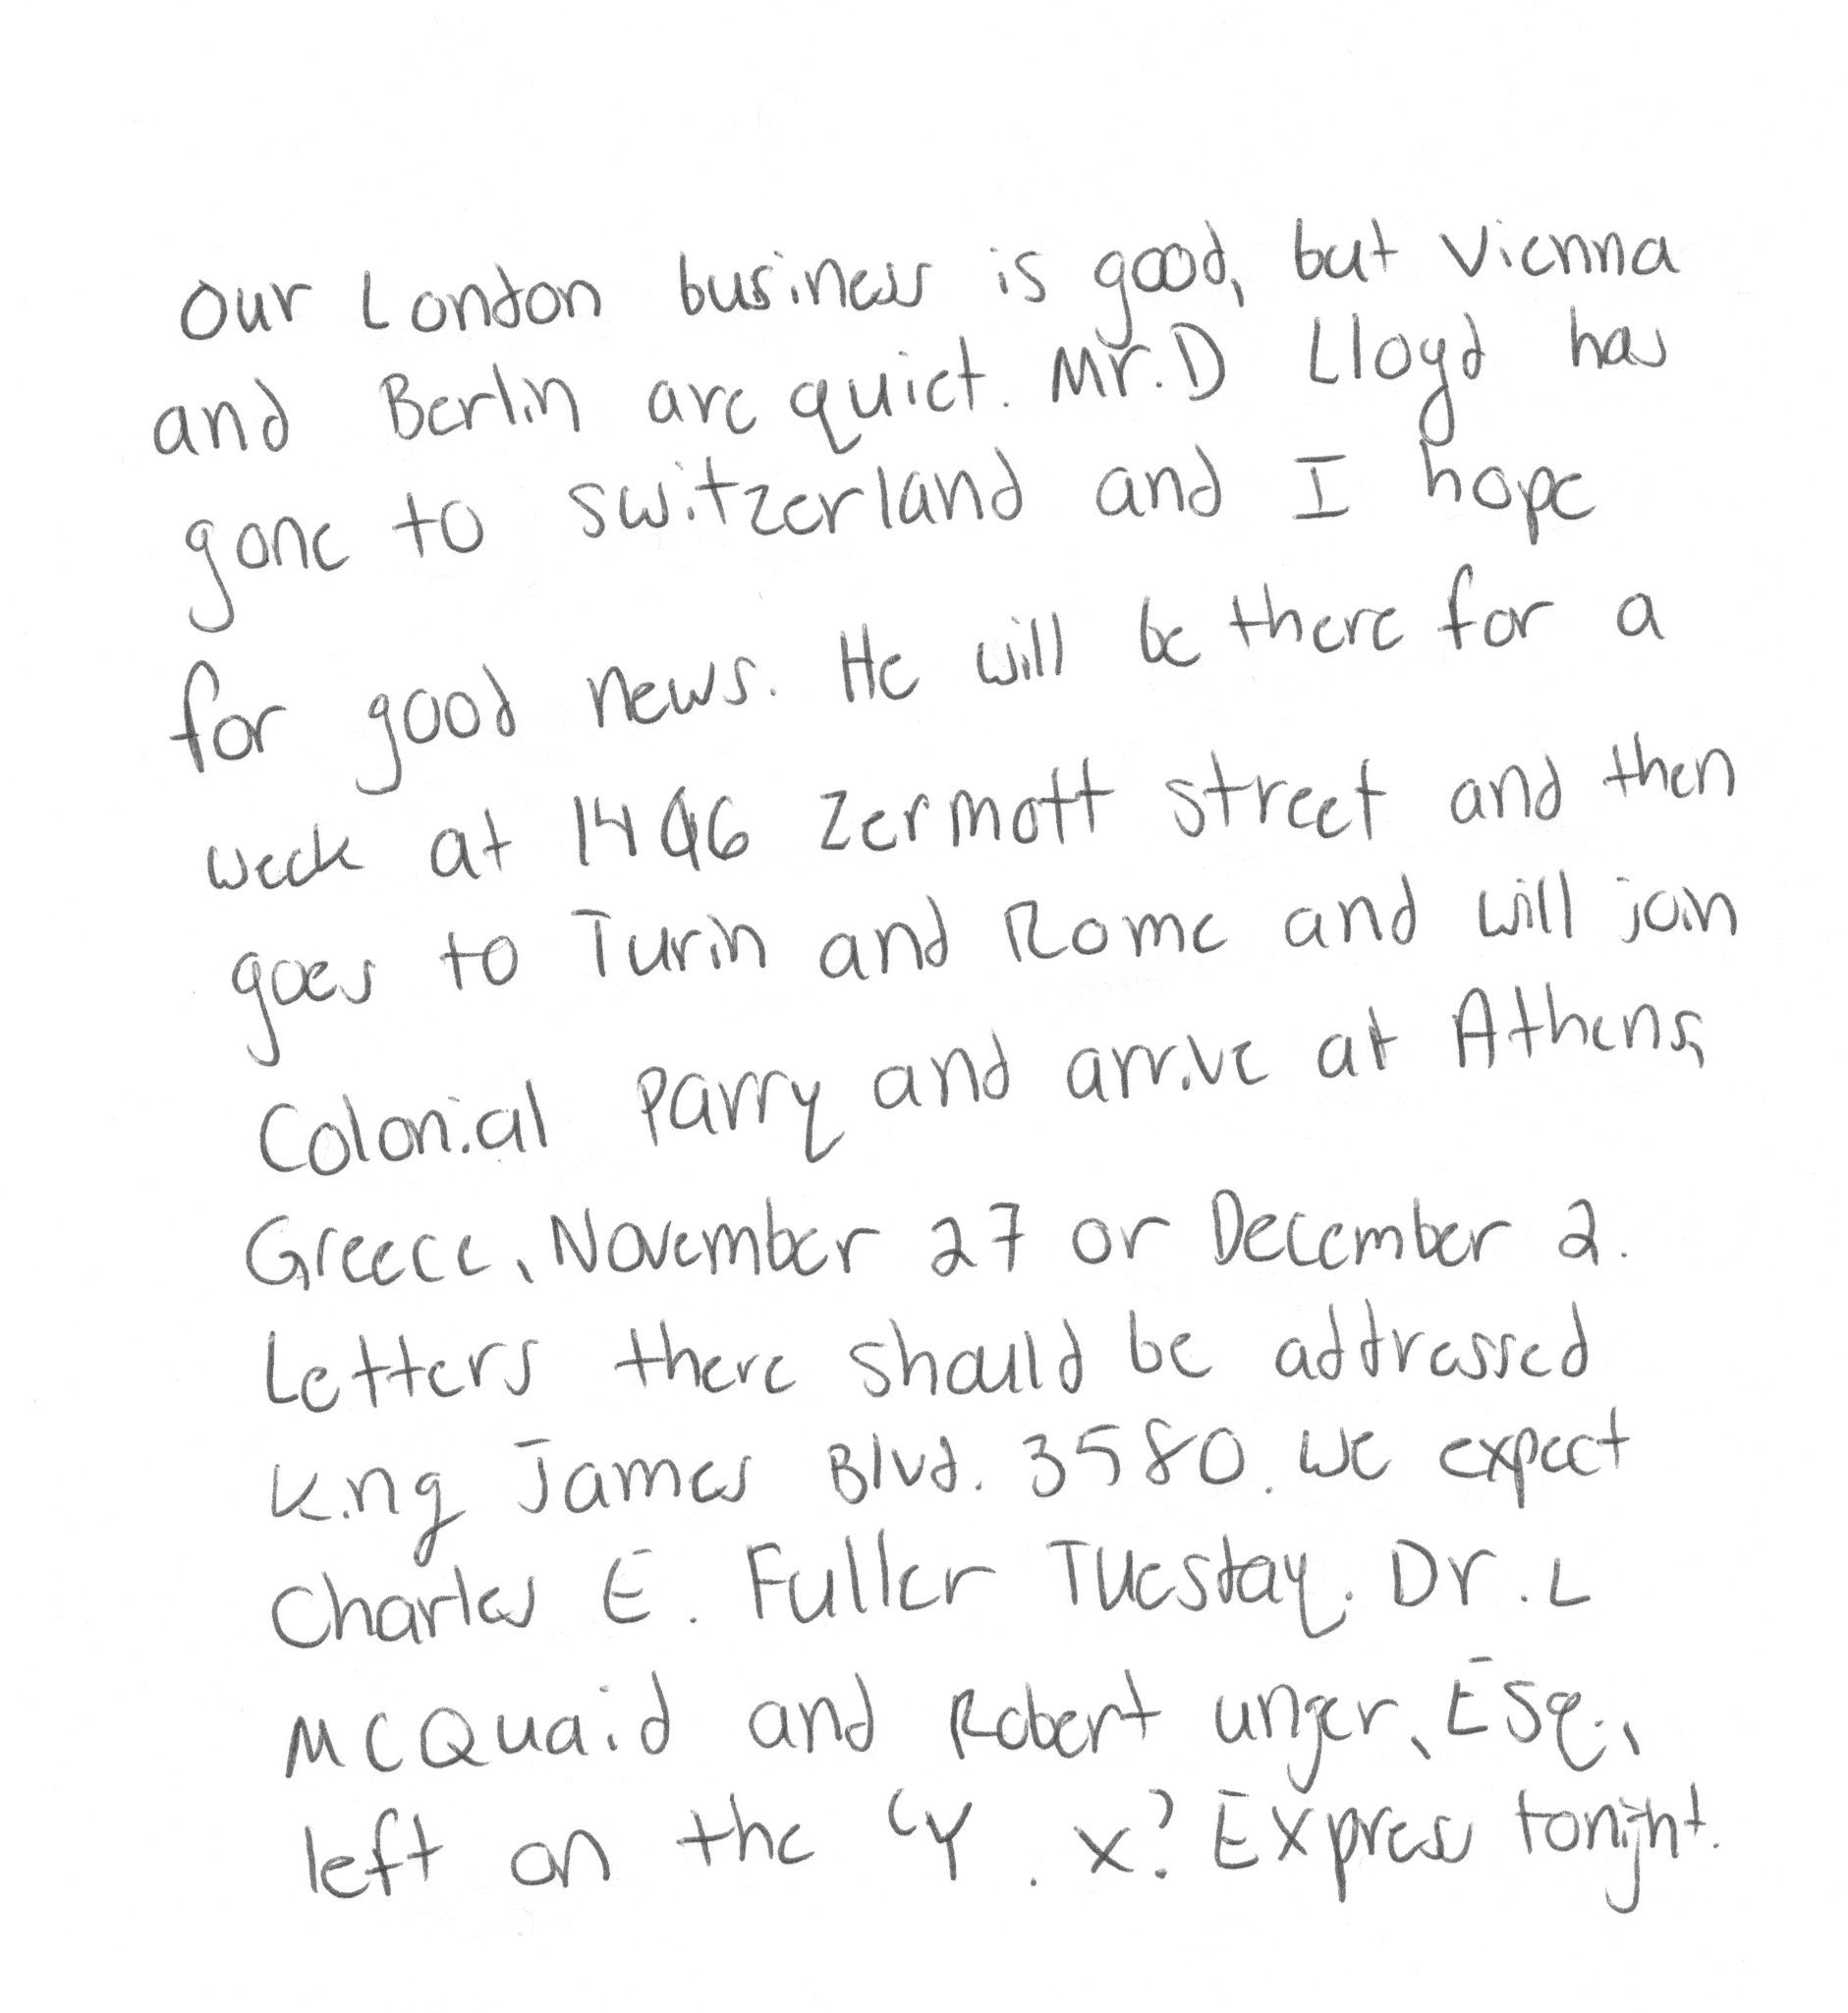 Our London business is good, but Vienna
and Berlin are quiet. Mr. D Lloyd has
gone to Switzerland and I hope
for good news. He will be there for a
week at 1496 Zermott Street and then
goes to Turin and Rome and will join
Colonial Parry and arrive at Athens,
Greece, November 27 or December 2.
Letters there should be addressed
King James Blvd. 3580. We expect
Charles E. Fuller Tuesday. Dr. L
McQuaid and Robert Unger, Esq.,
left on the "Y. X." Express tonight.